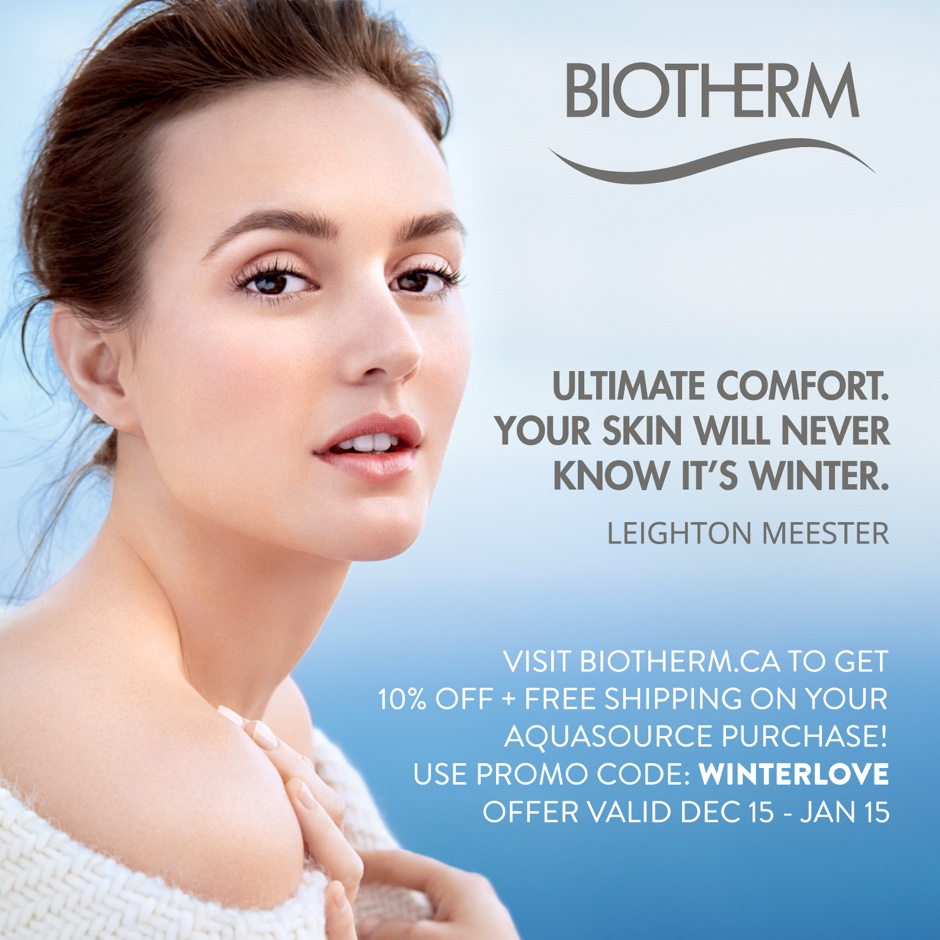 BIOTHERM
ULTIMATE COMFORT.
YOUR SKIN WILL NEVER
KNOW IT’S WINTER.
LEIGHTON MEESTER
VISIT BIOTHERM.CA TO GET
10% OFF + FREE SHIPPING ON YOUR
AQUASOURCE PURCHASE!
USE PROMO CODE: WINTERLOVE
OFFER VALID DEC 15 - JAN 15